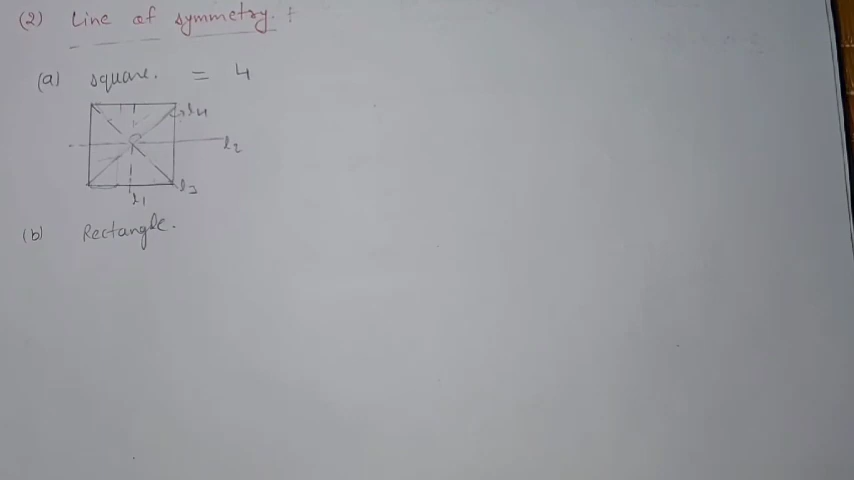 (2) Line of symmetry. +
(a) square. = 4
l4
l2
l3
l1
(b) Rectangle.